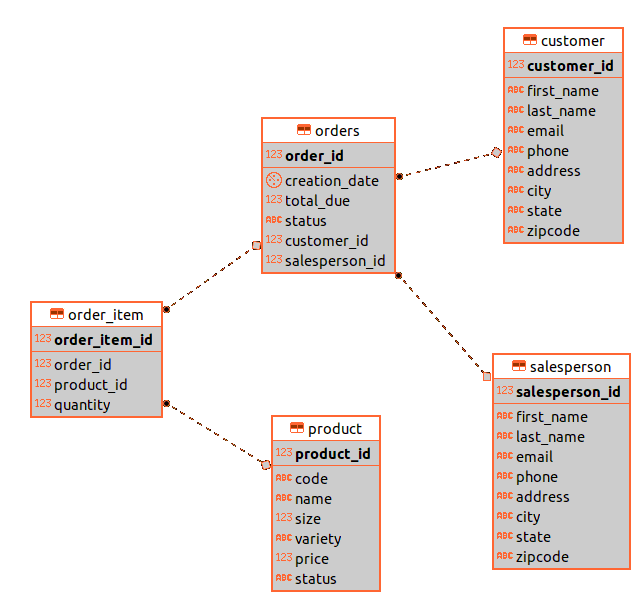 customer
123 customer_id
ABC first_name
ABC last_name
ABC email
ABC phone
ABC address
ABC city
ABC state
ABC zipcode
orders
123 order_id
creation_date
123 total_due
ABC status
123 customer_id
123 salesperson_id
order_item
123 order_item_id
123 order_id
123 product_id
123 quantity
salesperson
123 salesperson_id
ABC first_name
ABC last_name
ABC email
ABC phone
ABC address
ABC city
ABC state
ABC zipcode
product
123 product_id
ABC code
ABC name
123 size
ABC variety
123 price
ABC status